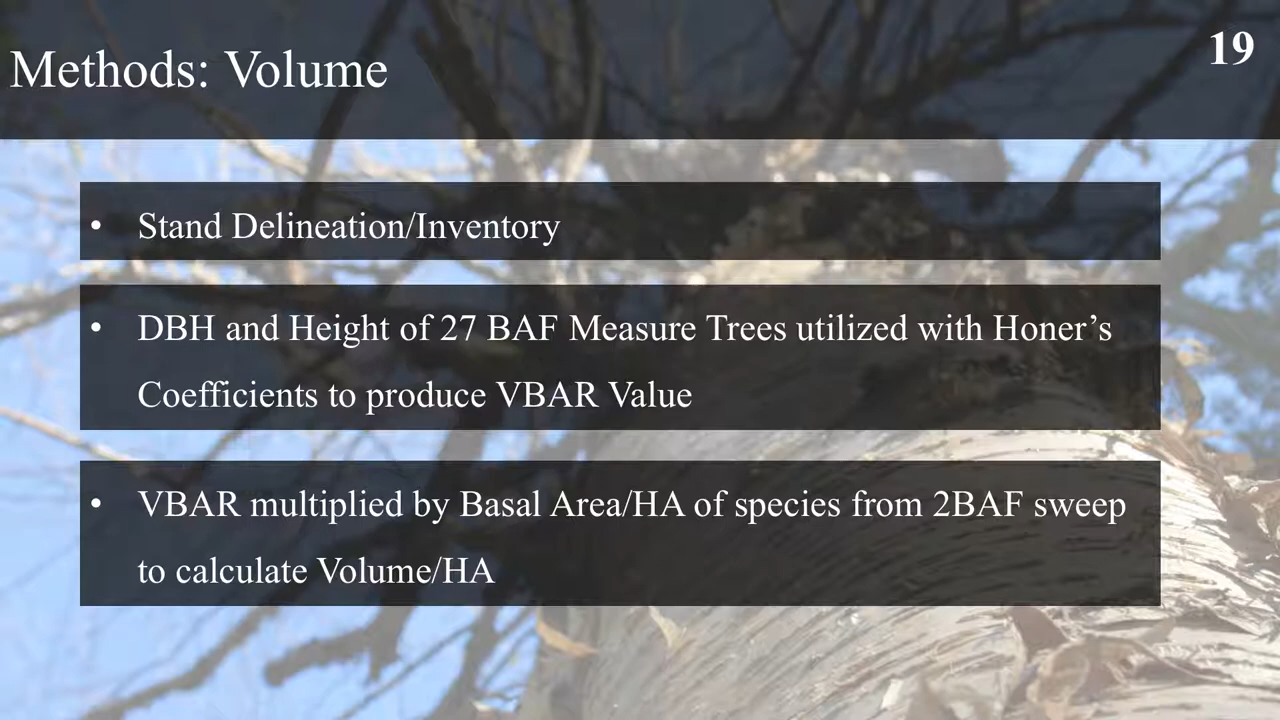 Methods: Volume
19
• Stand Delineation/Inventory
• DBH and Height of 27 BAF Measure Trees utilized with Honer’s
Coefficients to produce VBAR Value
• VBAR multiplied by Basal Area/HA of species from 2BAF sweep
to calculate Volume/HA